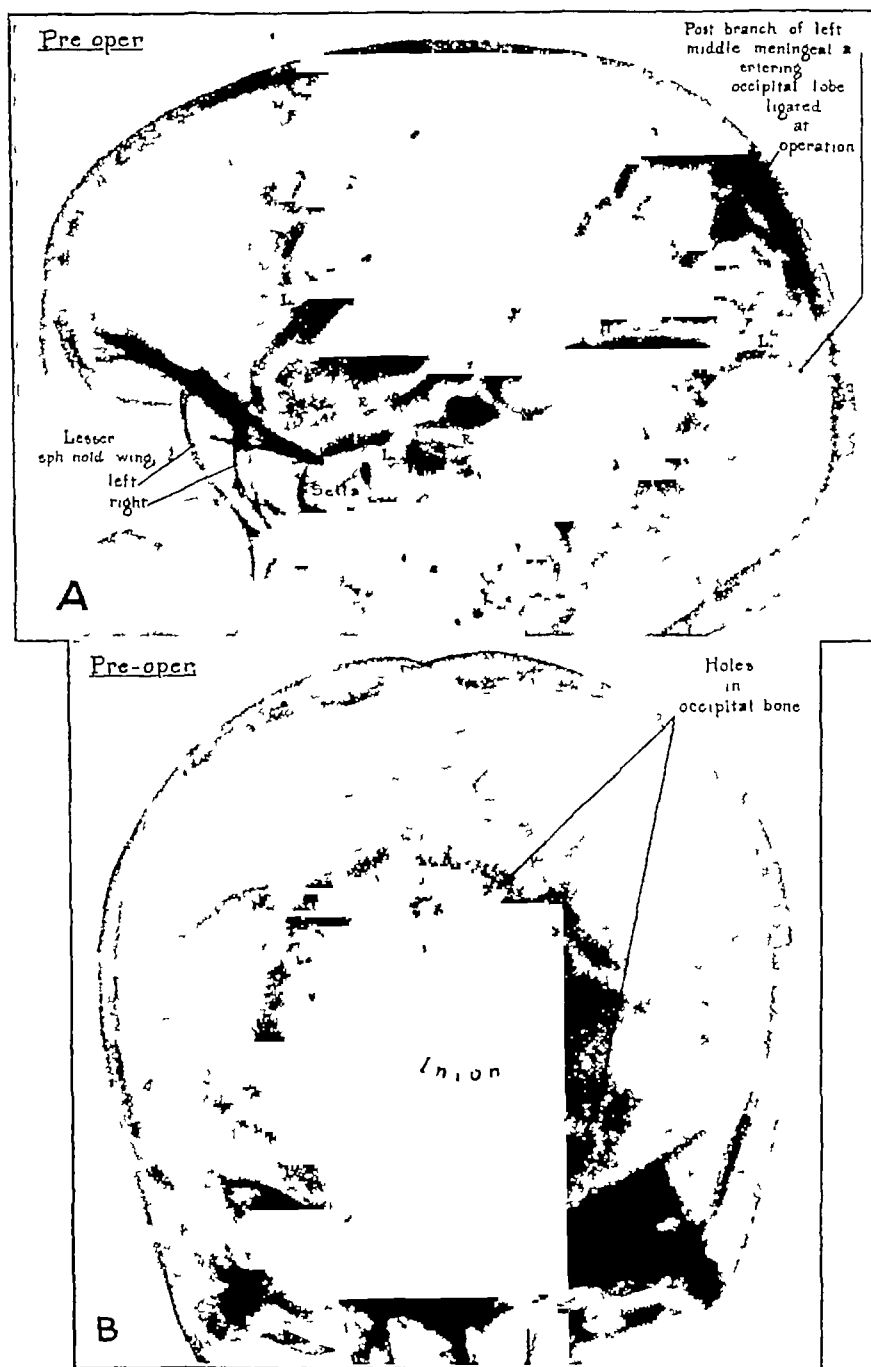 Pre oper
Post branch of left
middle meningeal a
entering
occipital lobe
ligated
at
operation
L
L
R
R
L
Lesser
sph noid wing,
left
right
Sella
A
Pre-oper.
Holes
in
occipital bone
Inion
B